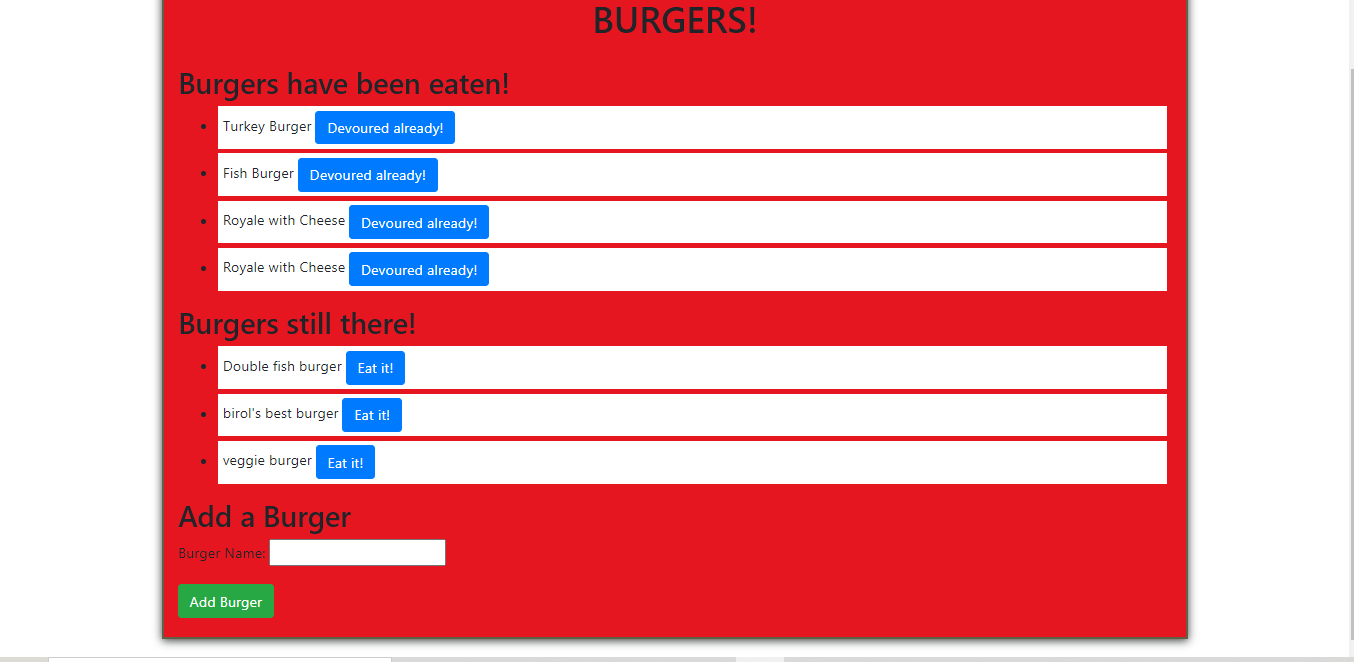 BURGERS!
Burgers have been eaten!
Turkey Burger Devoured already!
Fish Burger Devoured already!
Royale with Cheese Devoured already!
Royale with Cheese Devoured already!
Burgers still there!
Double fish burger Eat it!
birol's best burger Eat it!
veggie burger Eat it!
Add a Burger
Burger Name:
Add Burger